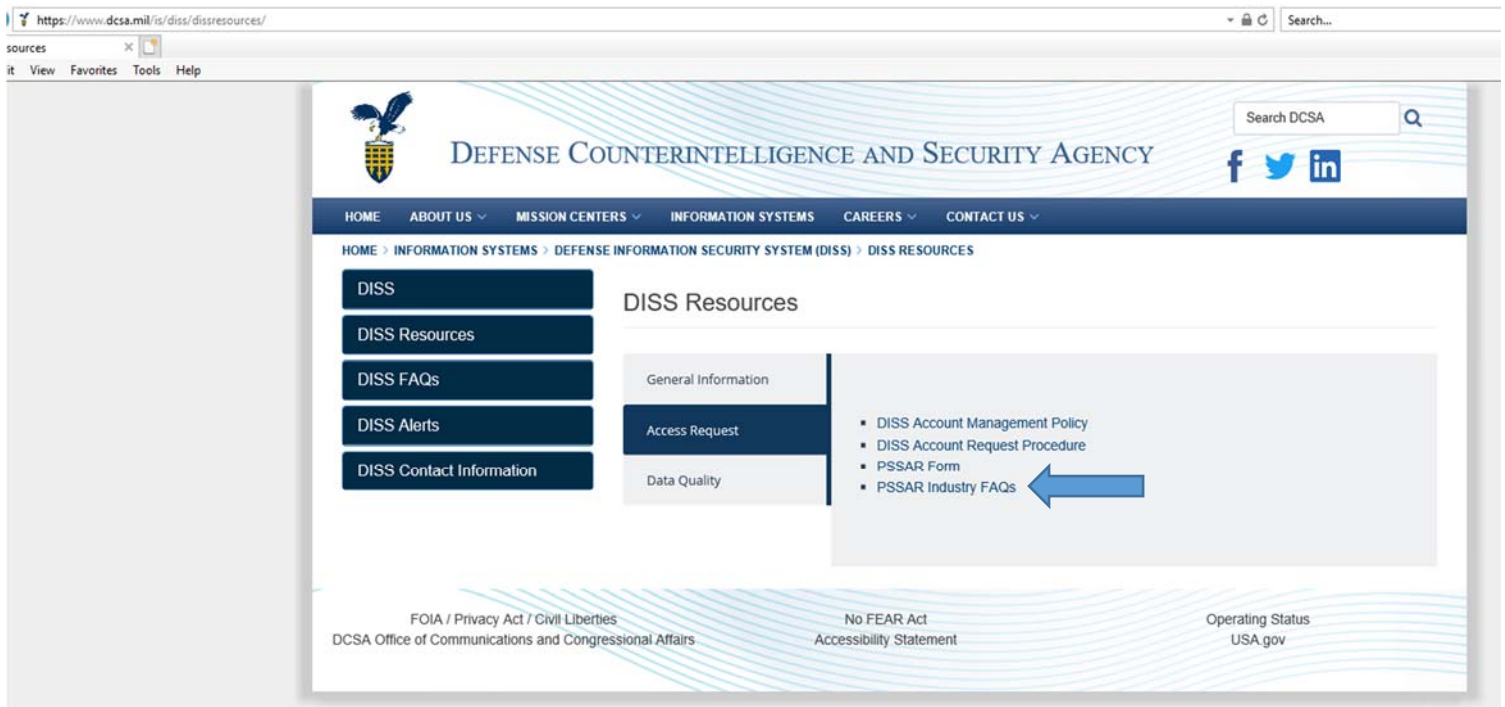 https://www.dcsa.mil/is/diss/dissresources/
Search...
sources
it View Favorites Tools Help
Search DCSA
DEFENSE COUNTERINTELLIGENCE AND SECURITY AGENCY
HOME ABOUT US MISSION CENTERS INFORMATION SYSTEMS CAREERS CONTACT US
HOME > INFORMATION SYSTEMS > DEFENSE INFORMATION SECURITY SYSTEM (DISS) > DISS RESOURCES
DISS
DISS Resources
DISS FAQs
DISS Alerts
DISS Contact Information
DISS Resources
General Information
Access Request
Data Quality
DISS Account Management Policy
DISS Account Request Procedure
PSSAR Form
PSSAR Industry FAQs
FOIA / Privacy Act / Civil Liberties
DCSA Office of Communications and Congressional Affairs
No FEAR Act
Accessibility Statement
Operating Status
USA.gov